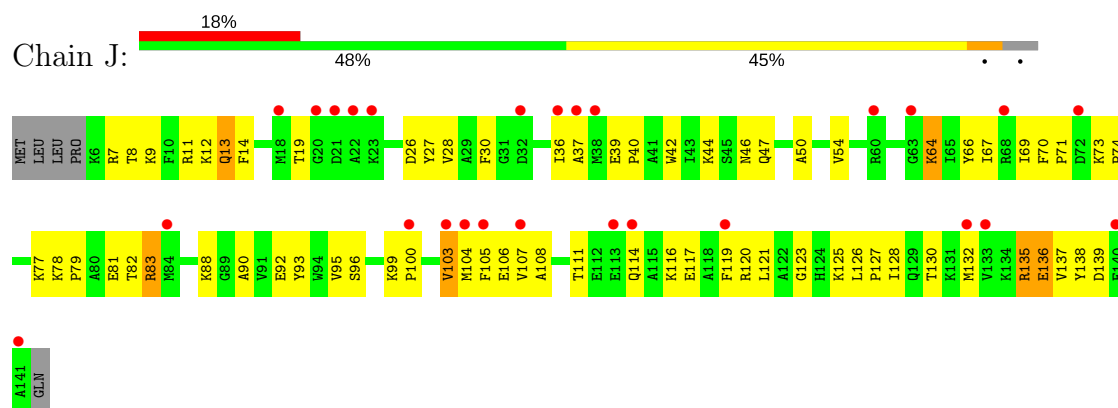 18%
Chain J:
48% 45% • •
MET LEU LEU PRO K6 R7 T8 K9 F10 R11 K12 Q13 F14 M18 T19 G20 D21 A22 K23 D26 Y27 V28 A29 F30 G31 D32 I36 A37 M38 E39 P40 A41 W42 I43 K44 S45 N46 Q47 A50 V54 R60 G63 K64 I65 Y66 I67 R68 I69 F70 P71 D72 K73 P74
K77 K78 P79 A80 E81 T82 R83 M84 K88 G89 A90 V91 E92 Y93 W94 V95 S96 K99 P100 V103 M104 F105 E106 V107 A108 T111 E112 E113 Q114 A115 K116 E117 A118 F119 R120 L121 A122 G123 H124 K125 L126 P127 I128 Q129 T130 K131 M132 V133 K134 R135 E136 V137 Y138 D139 E140
A141 GLN